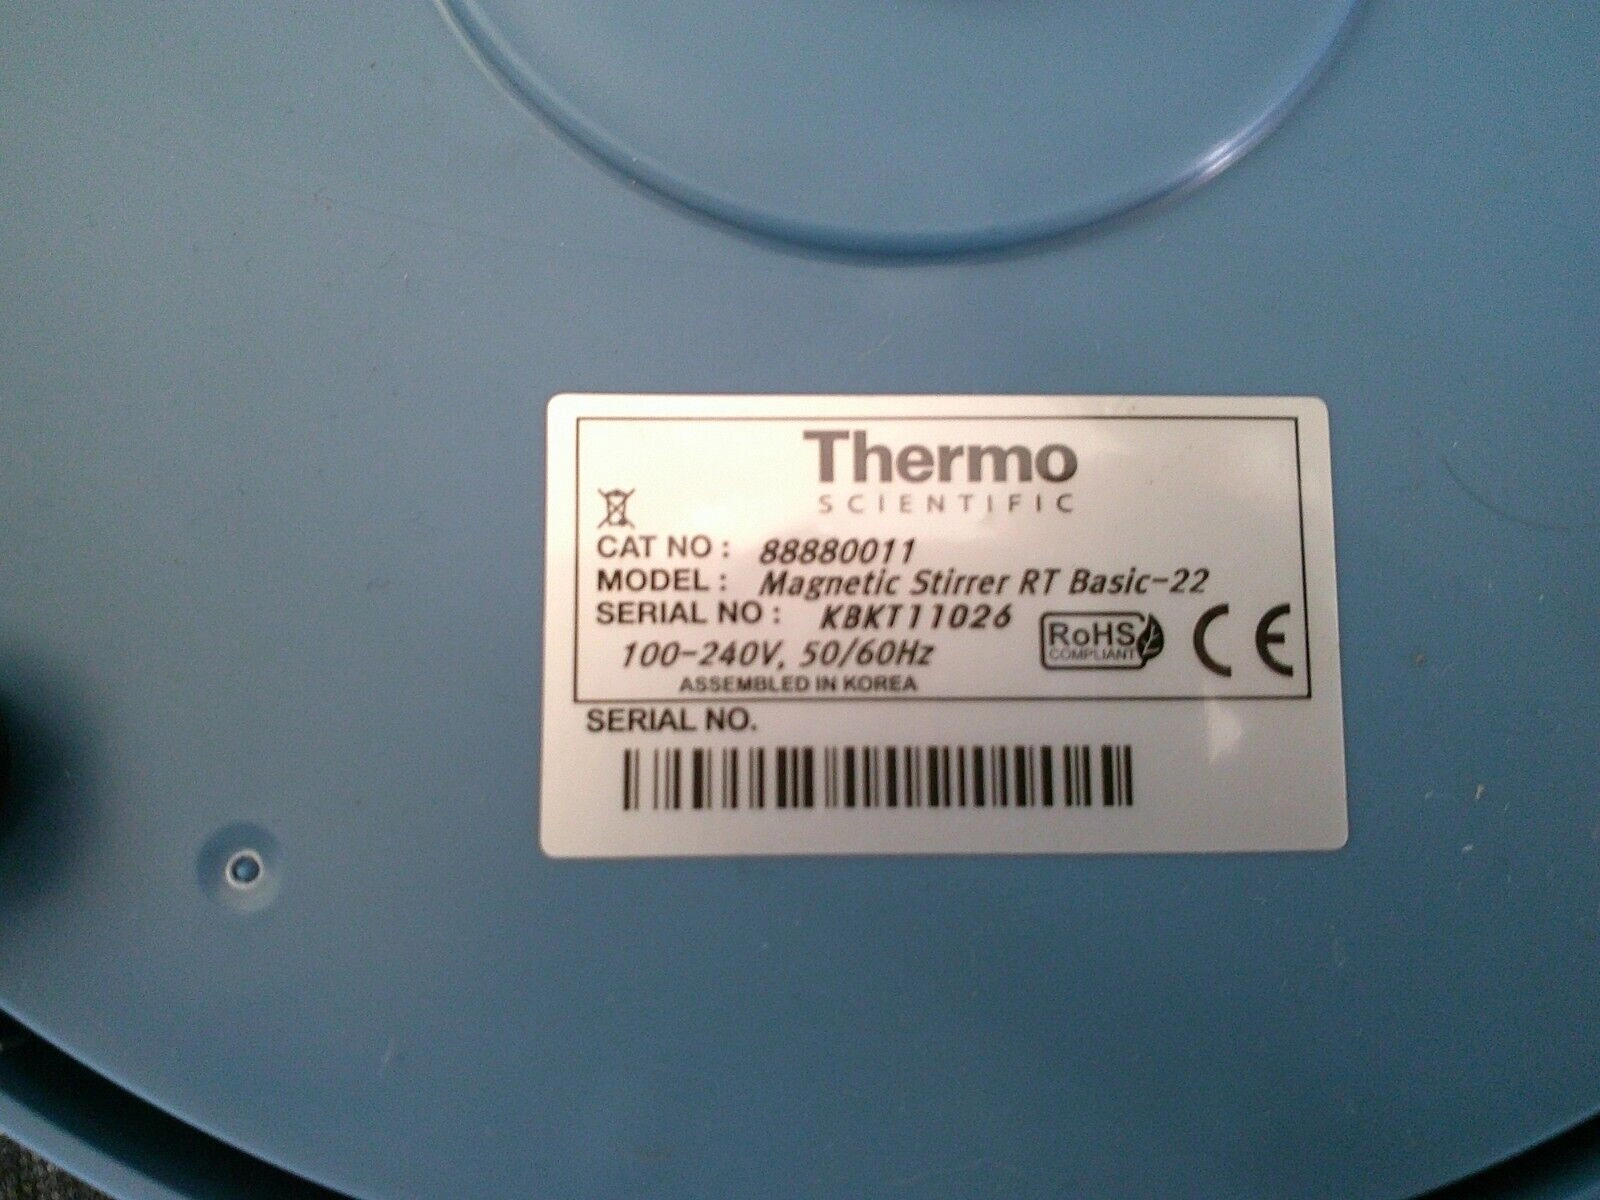 Thermo
SCIENTIFIC
CAT NO : 88880011
MODEL : Magnetic Stirrer RT Basic-22
SERIAL NO : KBKT11026
100-240V, 50/60Hz
RoHS
COMPLIANT
CE
ASSEMBLED IN KOREA
SERIAL NO.